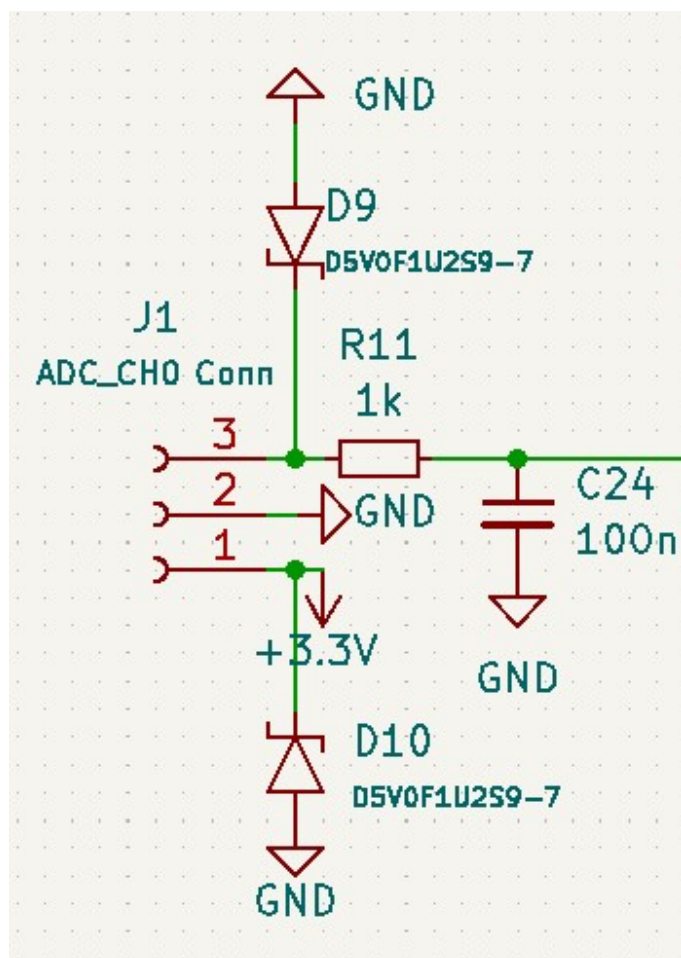 GND
D9
D5V0F1U2S9-7
J1
ADC_CH0 Conn
R11
1k
3
2
GND
1
+3.3V
C24
100n
GND
D10
D5V0F1U2S9-7
GND